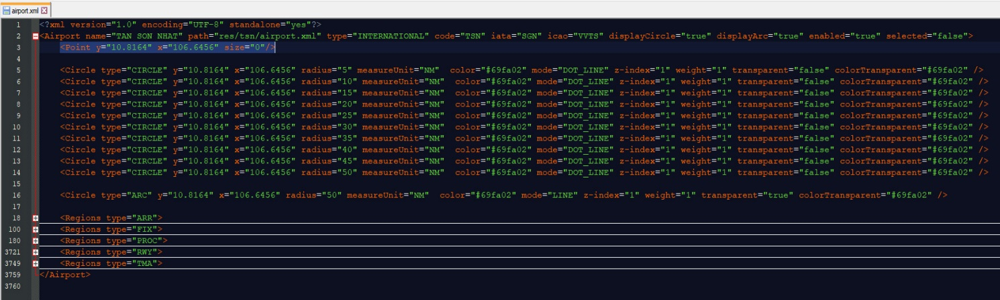 airport.xml
1 <?xml version="1.0" encoding="UTF-8" standalone="yes"?>
2 <Airport name="TAN SON NHAT" path="res/tsn/airport.xml" type="INTERNATIONAL" code="TSN" iata="SGN" icao="VVTS" displayCircle="true" displayArc="true" enabled="true" selected="false">
3 <Point y="10.8164" x="106.6456" size="0"/>
4
5 <Circle type="CIRCLE" y="10.8164" x="106.6456" radius="5" measureUnit="NM" color="#69fa02" mode="DOT_LINE" z-index="1" weight="1" transparent="false" colorTransparent="#69fa02" />
6 <Circle type="CIRCLE" y="10.8164" x="106.6456" radius="10" measureUnit="NM" color="#69fa02" mode="DOT_LINE" z-index="1" weight="1" transparent="false" colorTransparent="#69fa02" />
7 <Circle type="CIRCLE" y="10.8164" x="106.6456" radius="15" measureUnit="NM" color="#69fa02" mode="DOT_LINE" z-index="1" weight="1" transparent="false" colorTransparent="#69fa02" />
8 <Circle type="CIRCLE" y="10.8164" x="106.6456" radius="20" measureUnit="NM" color="#69fa02" mode="DOT_LINE" z-index="1" weight="1" transparent="false" colorTransparent="#69fa02" />
9 <Circle type="CIRCLE" y="10.8164" x="106.6456" radius="25" measureUnit="NM" color="#69fa02" mode="DOT_LINE" z-index="1" weight="1" transparent="false" colorTransparent="#69fa02" />
10 <Circle type="CIRCLE" y="10.8164" x="106.6456" radius="30" measureUnit="NM" color="#69fa02" mode="DOT_LINE" z-index="1" weight="1" transparent="false" colorTransparent="#69fa02" />
11 <Circle type="CIRCLE" y="10.8164" x="106.6456" radius="35" measureUnit="NM" color="#69fa02" mode="DOT_LINE" z-index="1" weight="1" transparent="false" colorTransparent="#69fa02" />
12 <Circle type="CIRCLE" y="10.8164" x="106.6456" radius="40" measureUnit="NM" color="#69fa02" mode="DOT_LINE" z-index="1" weight="1" transparent="false" colorTransparent="#69fa02" />
13 <Circle type="CIRCLE" y="10.8164" x="106.6456" radius="45" measureUnit="NM" color="#69fa02" mode="DOT_LINE" z-index="1" weight="1" transparent="false" colorTransparent="#69fa02" />
14 <Circle type="CIRCLE" y="10.8164" x="106.6456" radius="50" measureUnit="NM" color="#69fa02" mode="DOT_LINE" z-index="1" weight="1" transparent="false" colorTransparent="#69fa02" />
15
16 <Circle type="ARC" y="10.8164" x="106.6456" radius="50" measureUnit="NM" color="#69fa02" mode="LINE" z-index="1" weight="1" transparent="true" colorTransparent="#69fa02" />
17
18 <Regions type="ARR">
100 <Regions type="FIX">
180 <Regions type="PROC">
3721 <Regions type="RWY">
3749 <Regions type="TMA">
3759 </Airport>
3760